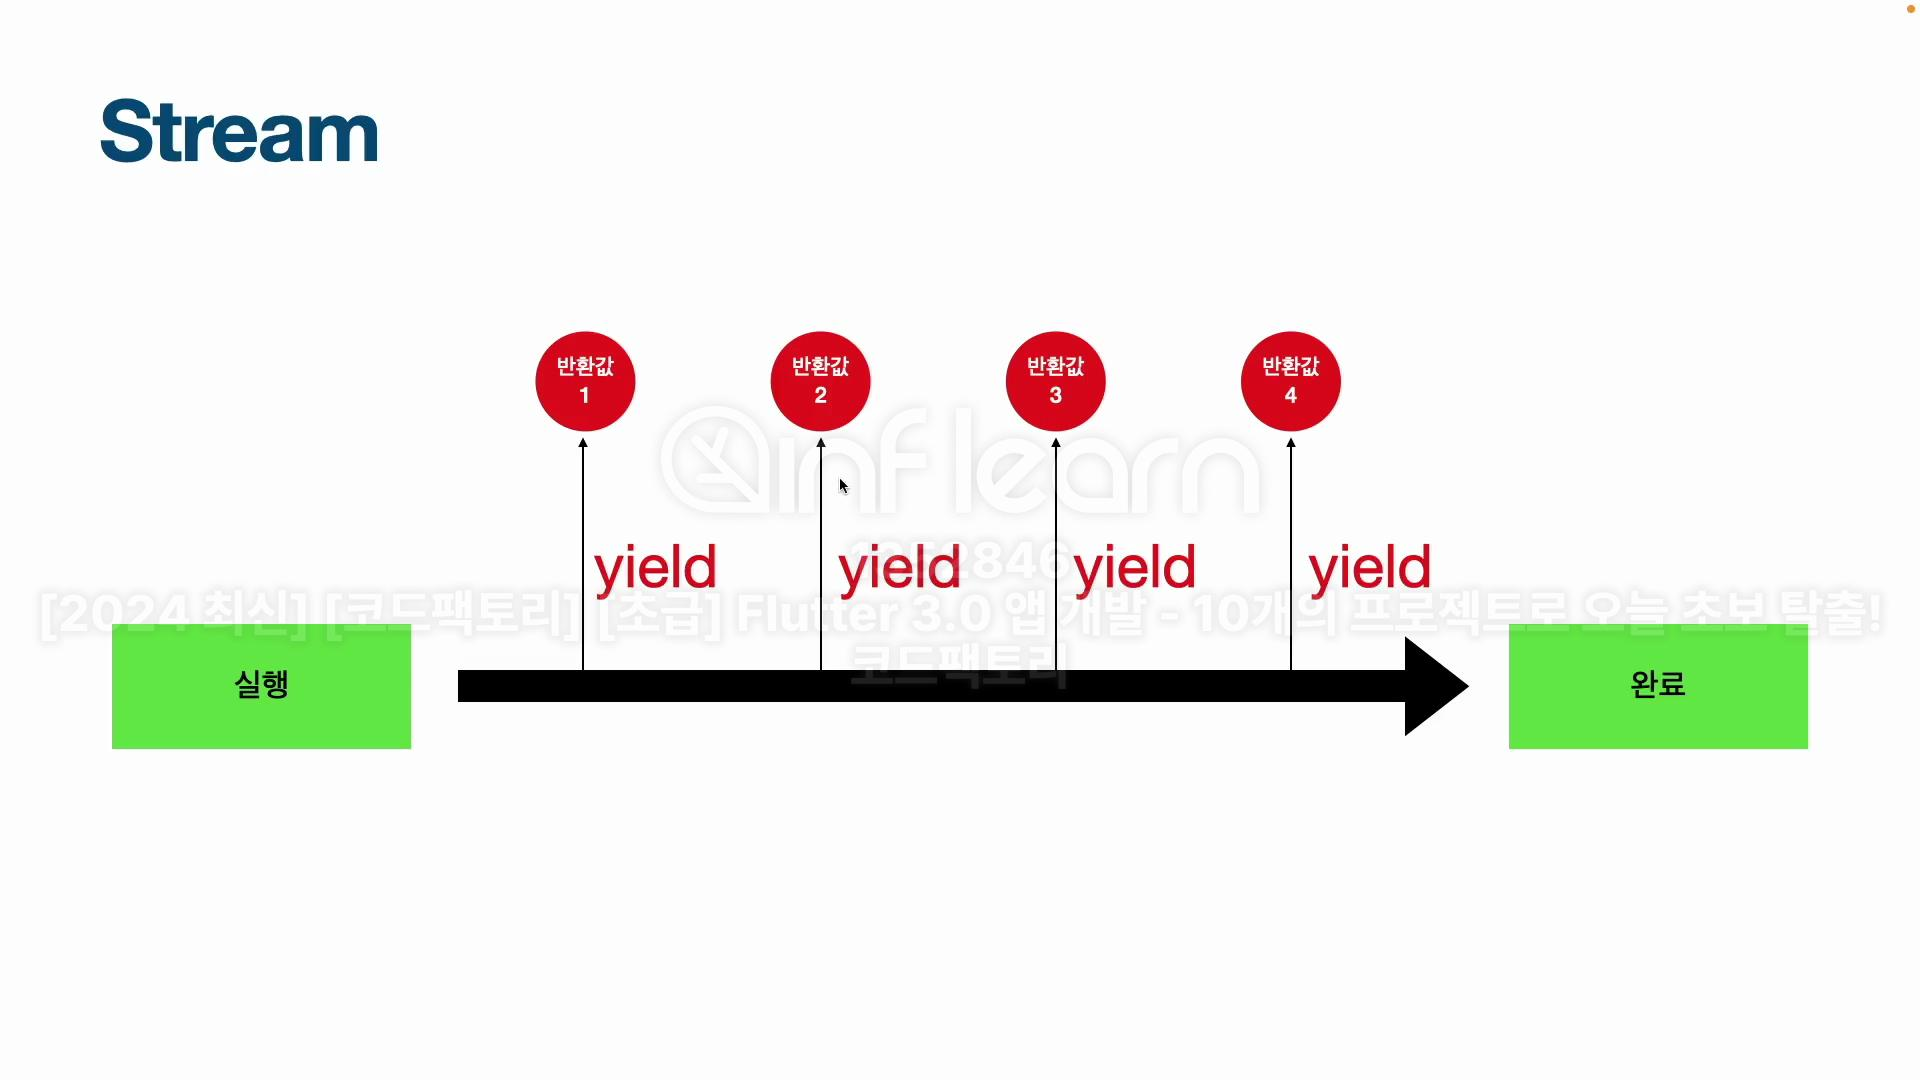 Stream
반환값
1
반환값
2
반환값
3
반환값
4
inflearn
1352846
yield
yield
yield
yield
[2024 최신] [코드팩토리] [초급] Flutter 3.0 앱 개발 - 10개의 프로젝트로 오늘 초보 탈출!
코드팩토리
실행
완료